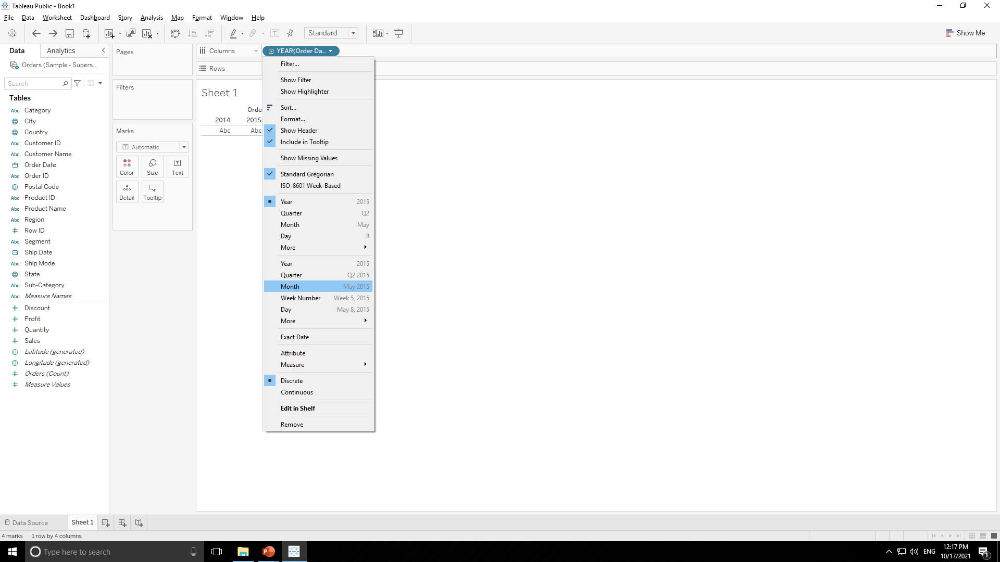 Tableau Public - Book1
File Data Worksheet Dashboard Story Analysis Map Format Window Help
Standard
Show Me
Data Analytics
Orders (Sample - Supers...
Search
Tables
Abc Category
City
Country
Abc Customer ID
Abc Customer Name
Order Date
Abc Order ID
Postal Code
Abc Product ID
Abc Product Name
Abc Region
Row ID
Abc Segment
Ship Date
Abc Ship Mode
State
Abc Sub-Category
Abc Measure Names
Discount
Profit
Quantity
Sales
Latitude (generated)
Longitude (generated)
Orders (Count)
Measure Values
Pages
Filters
Marks
Automatic
Color Size Text
Detail Tooltip
Columns
YEAR(Order Da..
Rows
Sheet 1
Orde
2014 2015
Abc Abc
Filter...
Show Filter
Show Highlighter
Sort...
Format...
Show Header
Include in Tooltip
Show Missing Values
Standard Gregorian
ISO-8601 Week-Based
Year 2015
Quarter Q2
Month May
Day 8
More
Year 2015
Quarter Q2 2015
Month May 2015
Week Number Week 5, 2015
Day May 8, 2015
More
Exact Date
Attribute
Measure
Discrete
Continuous
Edit in Shelf
Remove
Data Source Sheet 1
4 marks 1 row by 4 columns
Type here to search
ENG
12:17 PM
10/17/2021
1